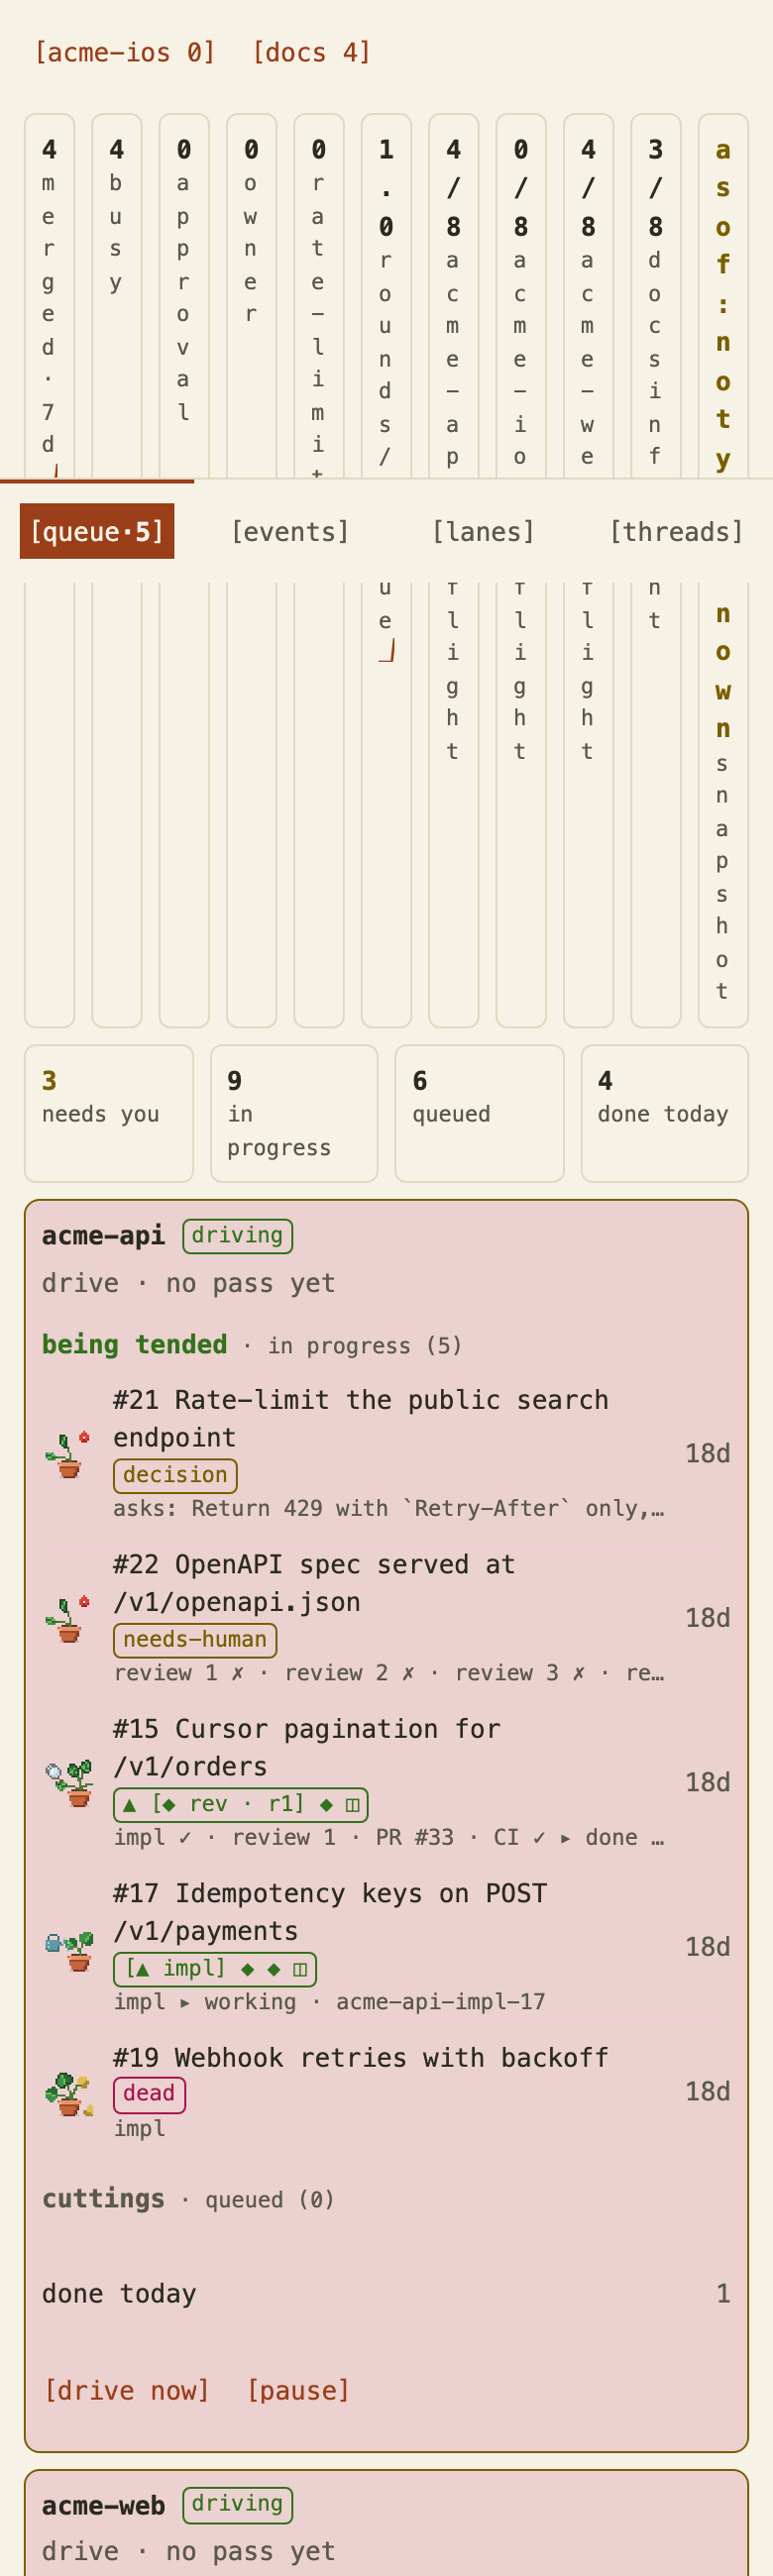 [acme-ios 0] [docs 4]
4 merged·7d
4 busy
0 approval
0 owner
0 rate-limit
1.0 rounds/
4/8 acme-ap
0/8 acme-io
4/8 acme-we
3/8 docsinf
asof:noty
[queue·5] [events] [lanes] [threads]
ue
flight
flight
flight
ht
nown snapshot
3
needs you
9
in
progress
6
queued
4
done today
acme-api driving
drive · no pass yet
being tended · in progress (5)
#21 Rate-limit the public search
endpoint
18d
decision
asks: Return 429 with `Retry-After` only,…
#22 OpenAPI spec served at
/v1/openapi.json
18d
needs-human
review 1 ✗ · review 2 ✗ · review 3 ✗ · re…
#15 Cursor pagination for
/v1/orders
18d
▲ [◆ rev · r1] ◆ ◫
impl ✓ · review 1 · PR #33 · CI ✓ ▸ done …
#17 Idempotency keys on POST
/v1/payments
18d
[▲ impl] ◆ ◆ ◫
impl ▸ working · acme-api-impl-17
#19 Webhook retries with backoff
18d
dead
impl
cuttings · queued (0)
done today 1
[drive now] [pause]
acme-web driving
drive · no pass yet